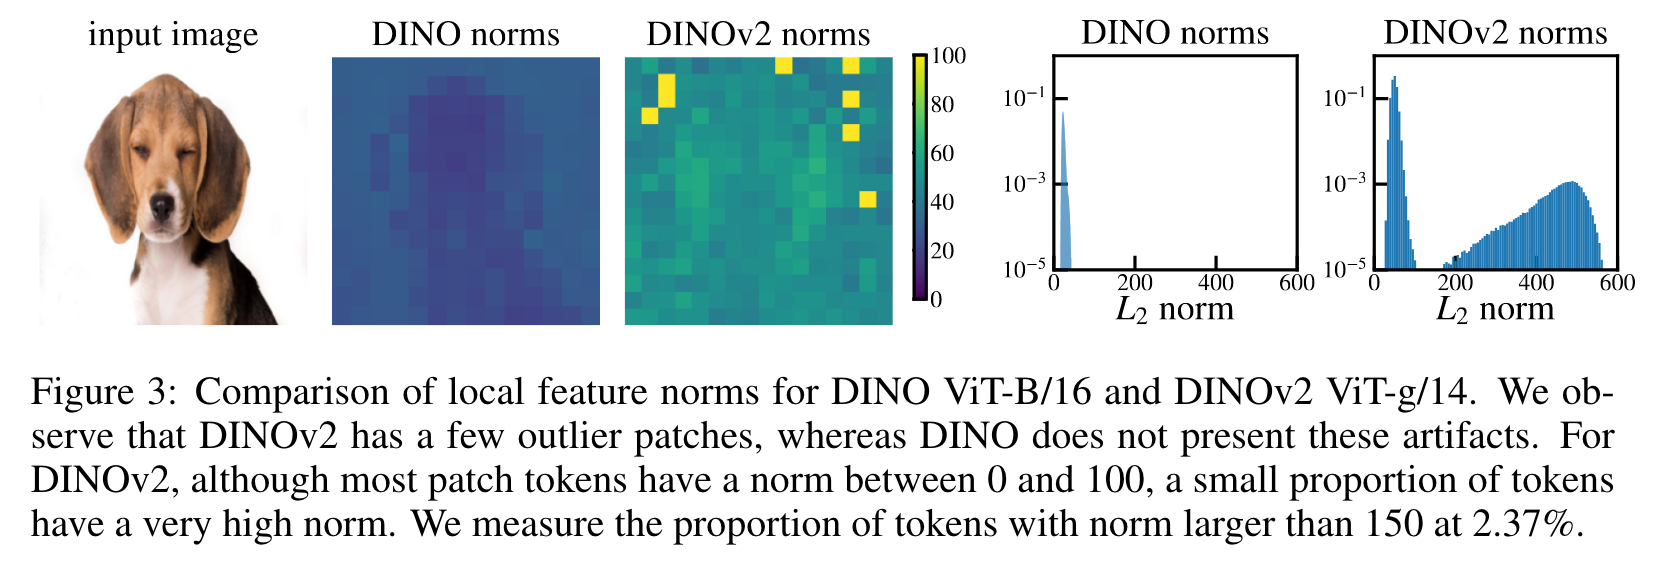 input image
DINO norms
DINOv2 norms
100
80
60
40
20
0
DINO norms
10⁻¹
10⁻³
10⁻⁵
0 200 400 600
L₂ norm
DINOv2 norms
10⁻¹
10⁻³
10⁻⁵
0 200 400 600
L₂ norm
Figure 3: Comparison of local feature norms for DINO ViT-B/16 and DINOv2 ViT-g/14. We ob-
serve that DINOv2 has a few outlier patches, whereas DINO does not present these artifacts. For
DINOv2, although most patch tokens have a norm between 0 and 100, a small proportion of tokens
have a very high norm. We measure the proportion of tokens with norm larger than 150 at 2.37%.